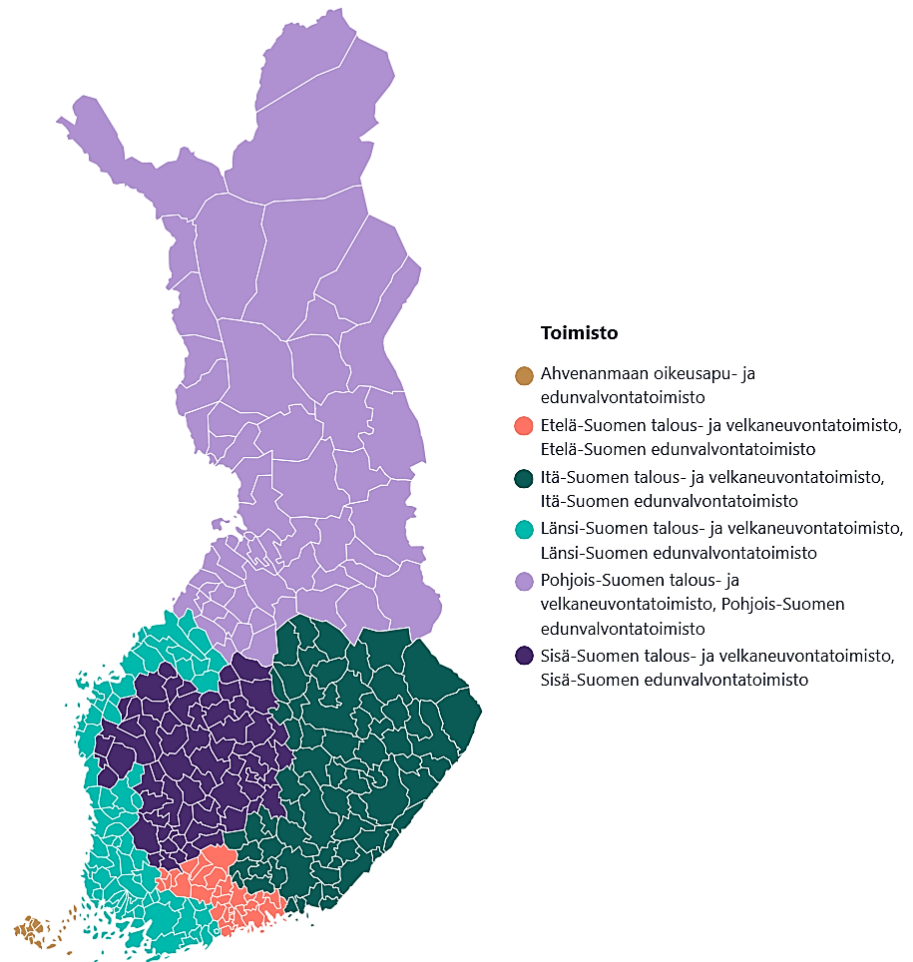 Toimisto
Ahvenanmaan oikeusapu- ja
edunvalvontatoimisto
Etelä-Suomen talous- ja velkaneuvontatoimisto,
Etelä-Suomen edunvalvontatoimisto
Itä-Suomen talous- ja velkaneuvontatoimisto,
Itä-Suomen edunvalvontatoimisto
Länsi-Suomen talous- ja velkaneuvontatoimisto,
Länsi-Suomen edunvalvontatoimisto
Pohjois-Suomen talous- ja
velkaneuvontatoimisto, Pohjois-Suomen
edunvalvontatoimisto
Sisä-Suomen talous- ja velkaneuvontatoimisto,
Sisä-Suomen edunvalvontatoimisto